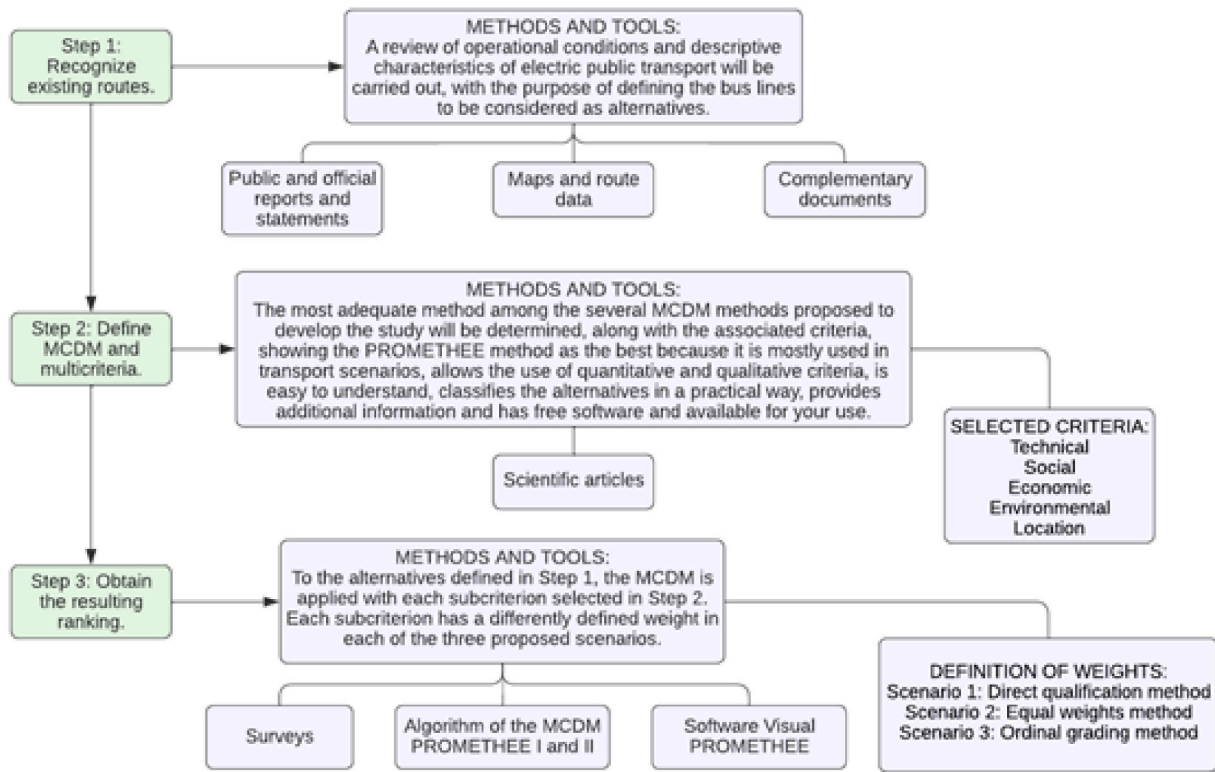 Step 1:
Recognize
existing routes.
METHODS AND TOOLS:
A review of operational conditions and descriptive
characteristics of electric public transport will be
carried out, with the purpose of defining the bus lines
to be considered as alternatives.
Public and official
reports and
statements
Maps and route
data
Complementary
documents
Step 2: Define
MCDM and
multicriteria.
METHODS AND TOOLS:
The most adequate method among the several MCDM methods proposed to
develop the study will be determined, along with the associated criteria,
showing the PROMETHEE method as the best because it is mostly used in
transport scenarios, allows the use of quantitative and qualitative criteria, is
easy to understand, classifies the alternatives in a practical way, provides
additional information and has free software and available for your use.
Scientific articles
SELECTED CRITERIA:
Technical
Social
Economic
Environmental
Location
Step 3: Obtain
the resulting
ranking.
METHODS AND TOOLS:
To the alternatives defined in Step 1, the MCDM is
applied with each subcriterion selected in Step 2.
Each subcriterion has a differently defined weight in
each of the three proposed scenarios.
Surveys
Algorithm of the MCDM
PROMETHEE I and II
Software Visual
PROMETHEE
DEFINITION OF WEIGHTS:
Scenario 1: Direct qualification method
Scenario 2: Equal weights method
Scenario 3: Ordinal grading method